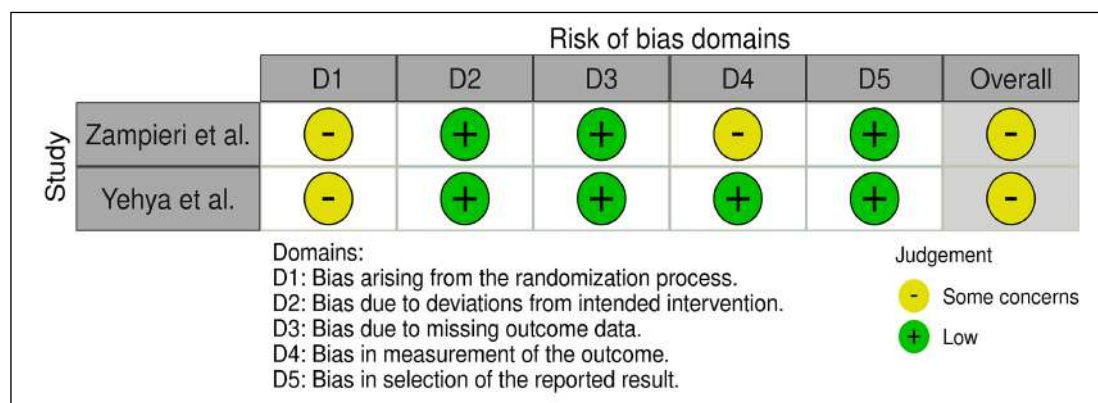 Risk of bias domains
D1 D2 D3 D4 D5 Overall
Study
Zampieri et al. - + + - + -
Yehya et al. - + + + + -
Domains:
D1: Bias arising from the randomization process.
D2: Bias due to deviations from intended intervention.
D3: Bias due to missing outcome data.
D4: Bias in measurement of the outcome.
D5: Bias in selection of the reported result.
Judgement
- Some concerns
+ Low